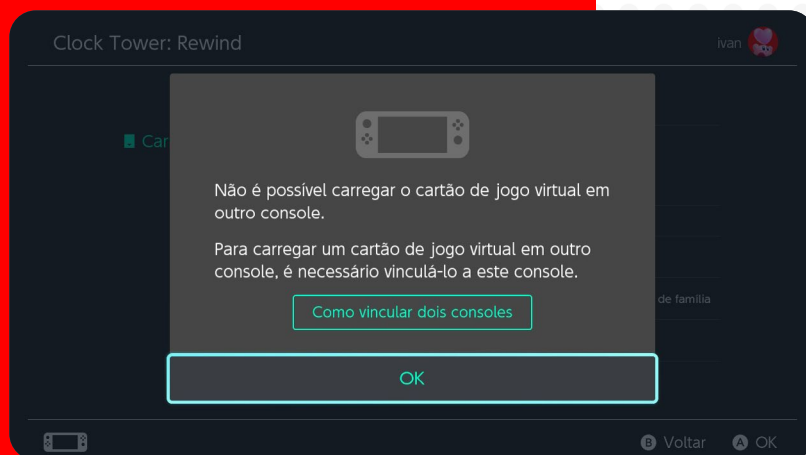 Clock Tower: Rewind
ivan
Car
Não é possível carregar o cartão de jogo virtual em
outro console.
Para carregar um cartão de jogo virtual em outro
console, é necessário vinculá-lo a este console.
de família
Como vincular dois consoles
OK
B Voltar
A OK